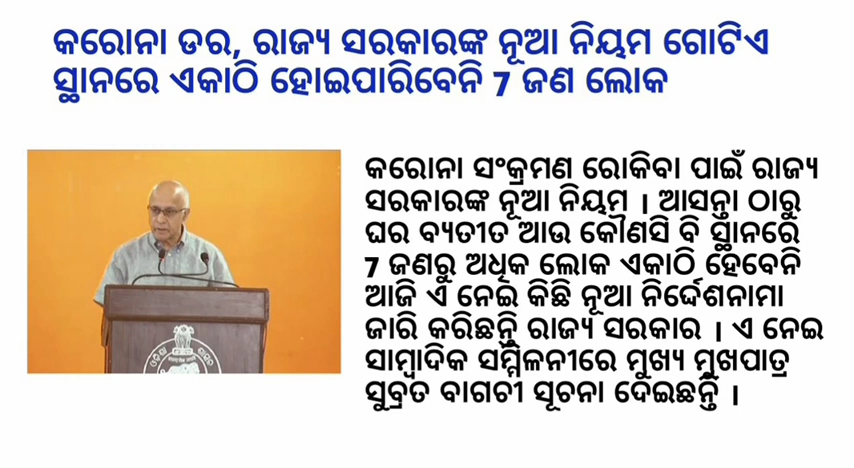 କରୋନା ଡର, ରାଜ୍ୟ ସରକାରଙ୍କ ନୂଆ ନିୟମ ଗୋଟିଏ
ସ୍ଥାନରେ ଏକାଠି ହୋଇପାରିବେନି 7 ଜଣ ଲୋକ
କରୋନା ସଂକ୍ରମଣ ରୋକିବା ପାଇଁ ରାଜ୍ୟ
ସରକାରଙ୍କ ନୂଆ ନିୟମ । ଆସନ୍ତା ଠାରୁ
ଘର ବ୍ୟତୀତ ଆଉ କୌଣସି ବି ସ୍ଥାନରେ
7 ଜଣରୁ ଅଧିକ ଲୋକ ଏକାଠି ହେବେନି
ଆଜି ଏ ନେଇ କିଛି ନୂଆ ନିର୍ଦ୍ଦେଶନାମା
ଜାରି କରିଛନ୍ତି ରାଜ୍ୟ ସରକାର । ଏ ନେଇ
ସାମ୍ବାଦିକ ସମ୍ମିଳନୀରେ ମୁଖ୍ୟ ମୁଖପାତ୍ର
ସୁବ୍ରତ ବାଗଚୀ ସୂଚନା ଦେଇଛନ୍ତି ।